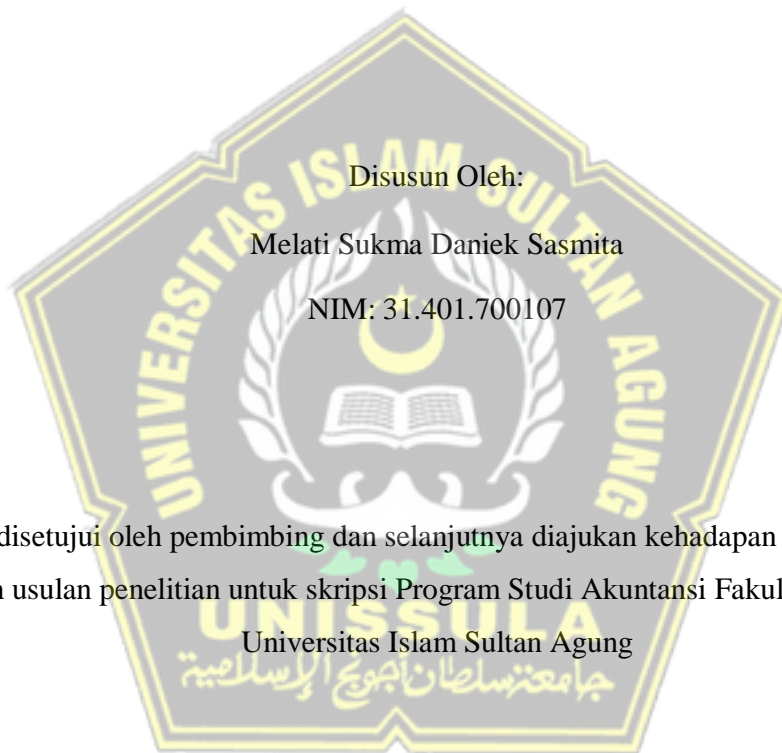 UNIVERSITAS ISLAM SULTAN AGUNG
Disusun Oleh:
Melati Sukma Daniek Sasmita
NIM: 31.401.700107
disetujui oleh pembimbing dan selanjutnya diajukan kehadapan
usulan penelitian untuk skripsi Program Studi Akuntansi
Universitas Islam Sultan Agung
UNISSULA
جامعة سلطان أجونج الإسلامية